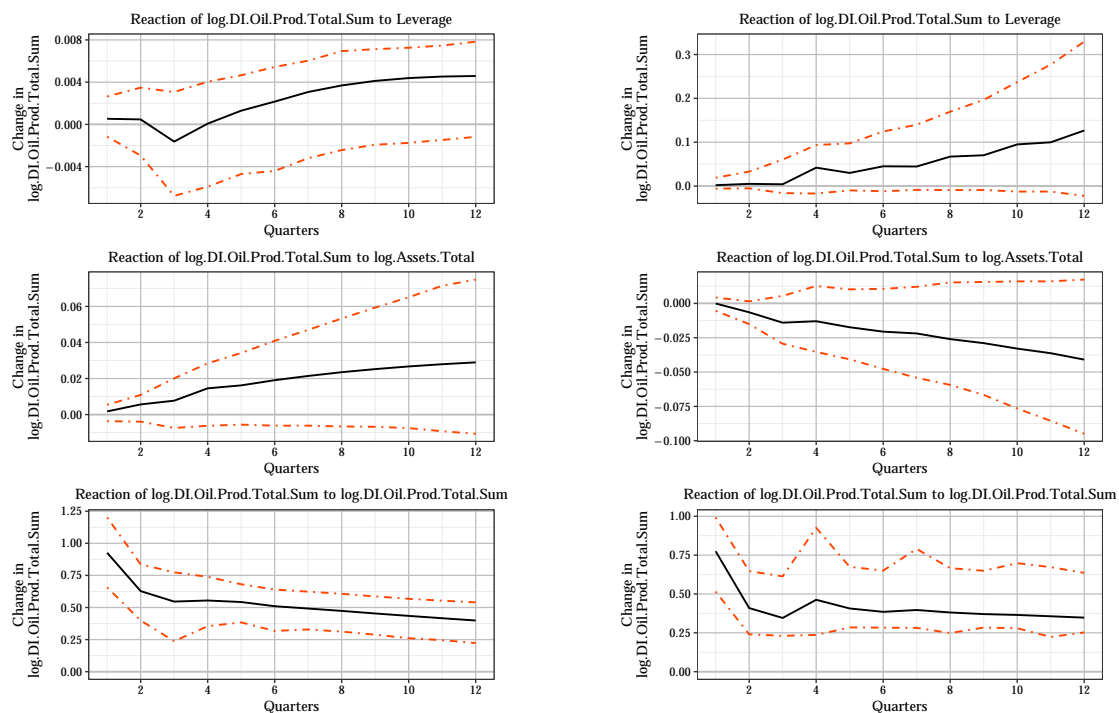 Reaction of log.DI.Oil.Prod.Total.Sum to Leverage
Change in
log.DI.Oil.Prod.Total.Sum
0.008
0.004
0.000
−0.004
2 4 6 8 10 12
Quarters
Reaction of log.DI.Oil.Prod.Total.Sum to Leverage
Change in
log.DI.Oil.Prod.Total.Sum
0.3
0.2
0.1
0.0
2 4 6 8 10 12
Quarters
Reaction of log.DI.Oil.Prod.Total.Sum to log.Assets.Total
Change in
log.DI.Oil.Prod.Total.Sum
0.06
0.04
0.02
0.00
2 4 6 8 10 12
Quarters
Reaction of log.DI.Oil.Prod.Total.Sum to log.Assets.Total
Change in
log.DI.Oil.Prod.Total.Sum
0.000
−0.025
−0.050
−0.075
−0.100
2 4 6 8 10 12
Quarters
Reaction of log.DI.Oil.Prod.Total.Sum to log.DI.Oil.Prod.Total.Sum
Change in
log.DI.Oil.Prod.Total.Sum
1.25
1.00
0.75
0.50
0.25
0.00
2 4 6 8 10 12
Quarters
Reaction of log.DI.Oil.Prod.Total.Sum to log.DI.Oil.Prod.Total.Sum
Change in
log.DI.Oil.Prod.Total.Sum
1.00
0.75
0.50
0.25
0.00
2 4 6 8 10 12
Quarters